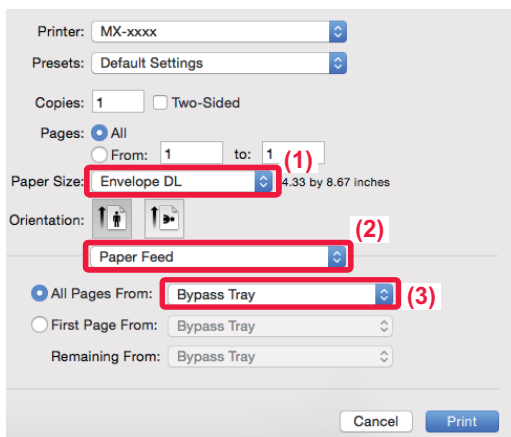 Printer: MX-xxxx
Presets: Default Settings
Copies: 1 Two-Sided
Pages: All
From: 1 to: 1
(1)
Paper Size: Envelope DL 4.33 by 8.67 inches
Orientation:
(2)
Paper Feed
All Pages From: Bypass Tray (3)
First Page From: Bypass Tray
Remaining From: Bypass Tray
Cancel Print